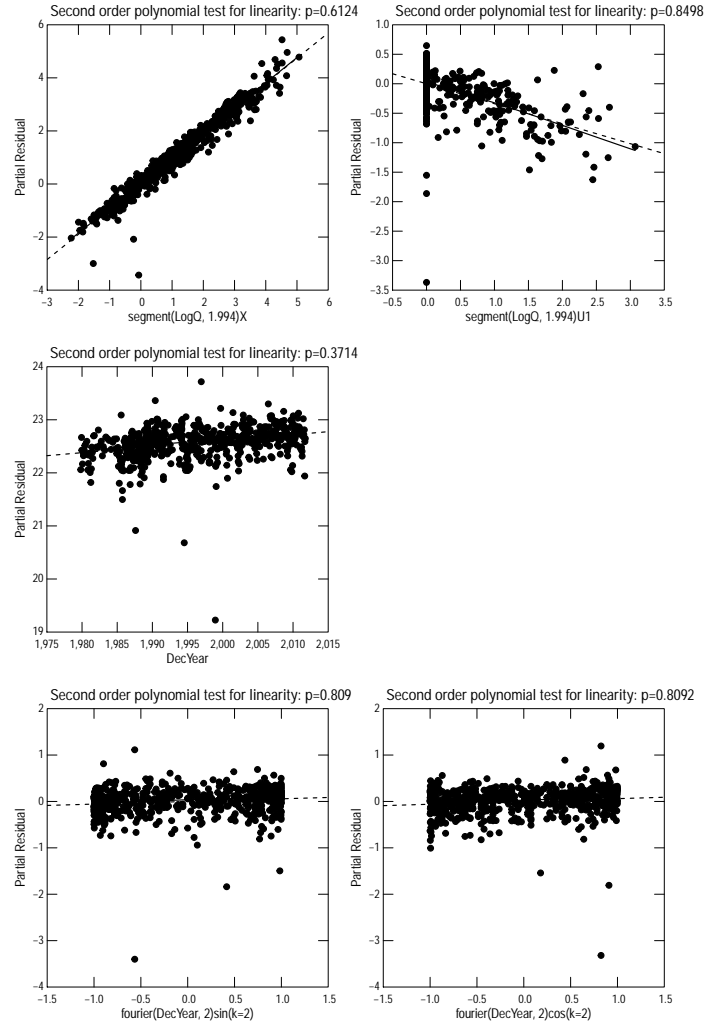 Second order polynomial test for linearity: p=0.6124
6
4
2
0
−2
−4
Partial Residual
−3 −2 −1 0 1 2 3 4 5 6
segment(LogQ, 1.994)X
Second order polynomial test for linearity: p=0.8498
1.0
0.5
0.0
−0.5
−1.0
−1.5
−2.0
−2.5
−3.0
−3.5
Partial Residual
−0.5 0.0 0.5 1.0 1.5 2.0 2.5 3.0 3.5
segment(LogQ, 1.994)U1
Second order polynomial test for linearity: p=0.3714
24
23
22
21
20
19
Partial Residual
1,975 1,980 1,985 1,990 1,995 2,000 2,005 2,010 2,015
DecYear
Second order polynomial test for linearity: p=0.809
2
1
0
−1
−2
−3
−4
Partial Residual
−1.5 −1.0 −0.5 0.0 0.5 1.0 1.5
fourier(DecYear, 2)sin(k=2)
Second order polynomial test for linearity: p=0.8092
2
1
0
−1
−2
−3
−4
Partial Residual
−1.5 −1.0 −0.5 0.0 0.5 1.0 1.5
fourier(DecYear, 2)cos(k=2)